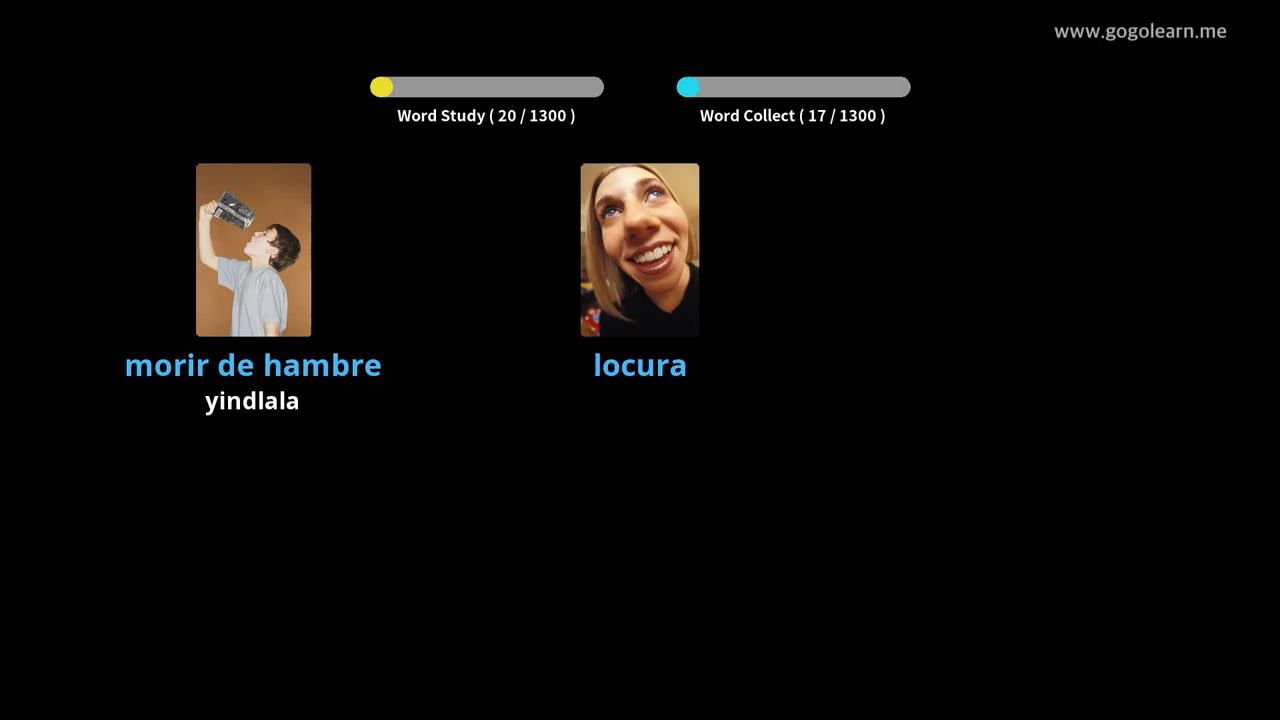 www.gogolearn.me
Word Study ( 20 / 1300 )
Word Collect ( 17 / 1300 )
morir de hambre
yindlala
locura